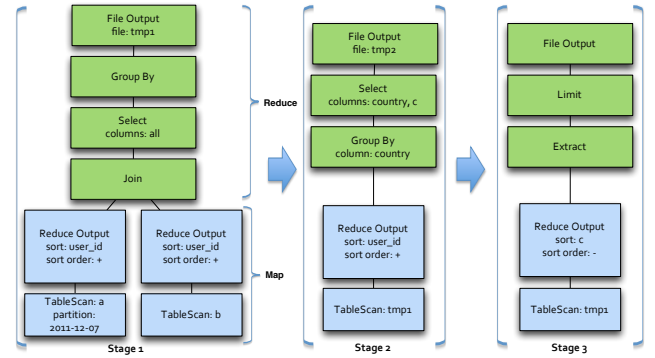 File Output
file: tmp1
Group By
Select
columns: all
Join
Reduce Output
sort: user_id
sort order: +
Reduce Output
sort: user_id
sort order: +
TableScan: a
partition:
2011-12-07
TableScan: b
Stage 1
Reduce
Map
File Output
file: tmp2
Select
columns: country, c
Group By
column: country
Reduce Output
sort: user_id
sort order: +
TableScan: tmp1
Stage 2
File Output
Limit
Extract
Reduce Output
sort: c
sort order: -
TableScan: tmp1
Stage 3